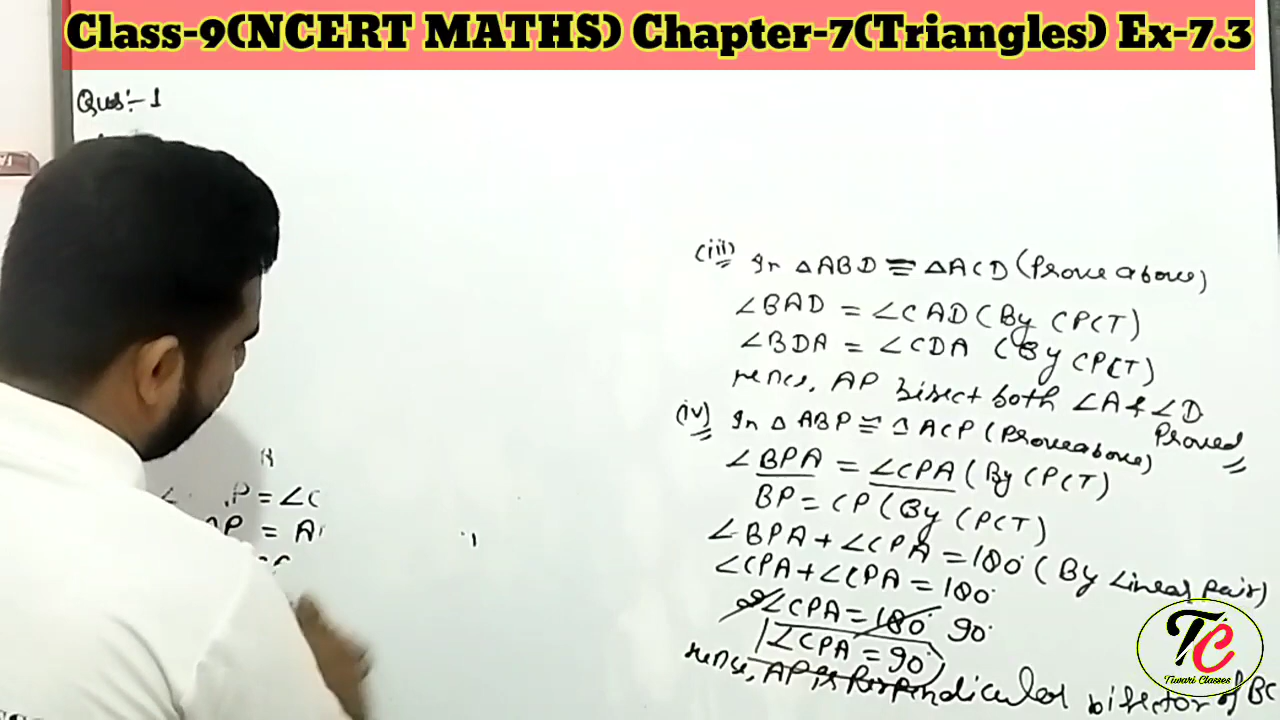 Class-9(NCERT MATHS) Chapter-7(Triangles) Ex-7.3
Qus:- 1
P = ∠C
P = A
(iii) In △ABD ≅ △ACD (Prove above)
∠BAD = ∠CAD (By CPCT)
∠BDA = ∠CDA (By CPCT)
Hence, AP bisect both ∠A & ∠D
Proved
(iv) In △ABP ≅ △ACP (Prove above)
∠BPA = ∠CPA (By CPCT)
BP = CP (By CPCT)
∠BPA + ∠CPA = 180° (By Linear pair)
∠CPA + ∠CPA = 180°
2∠CPA = 180° 90°
∠CPA = 90°
Hence, AP is Perpendicular bisector of BC
TC
Tiwari Classes